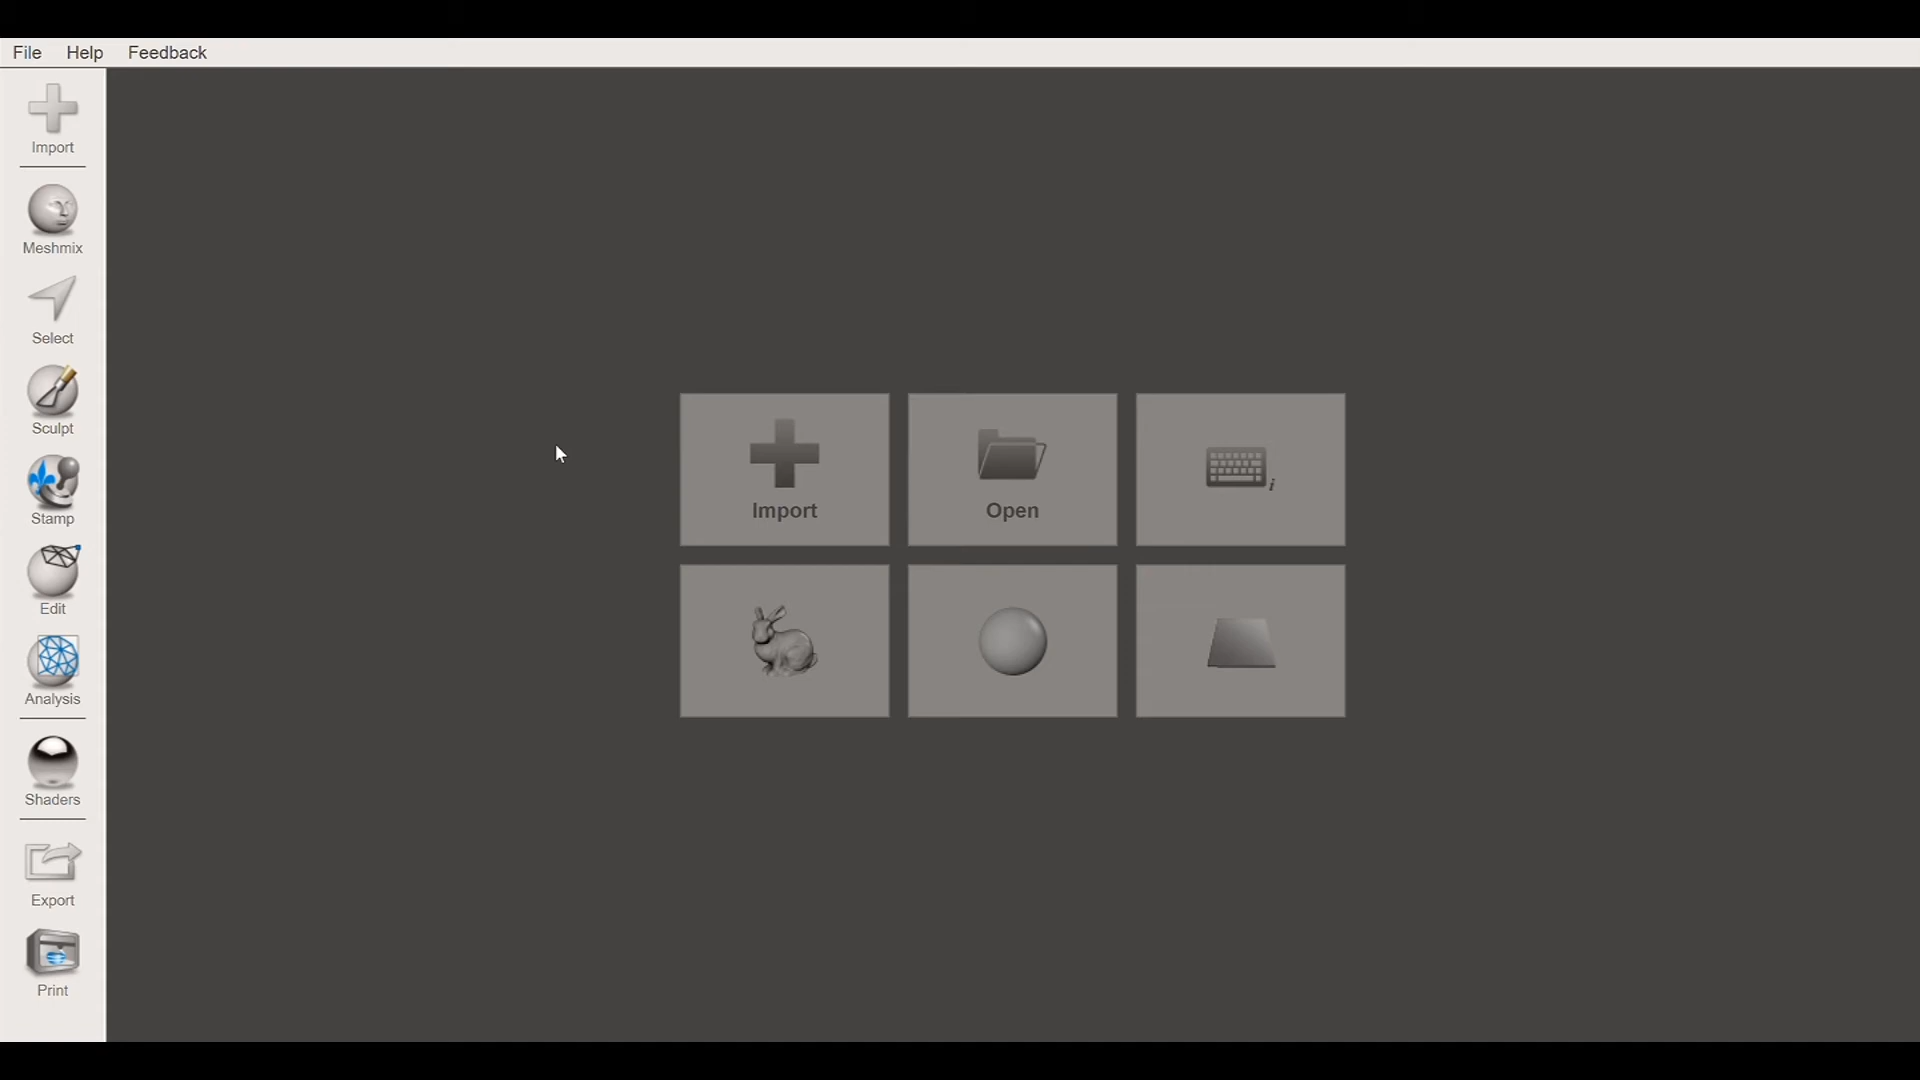 File Help Feedback
Import
Meshmix
Select
Sculpt
Stamp
Edit
Analysis
Shaders
Export
Print
Import
Open
i